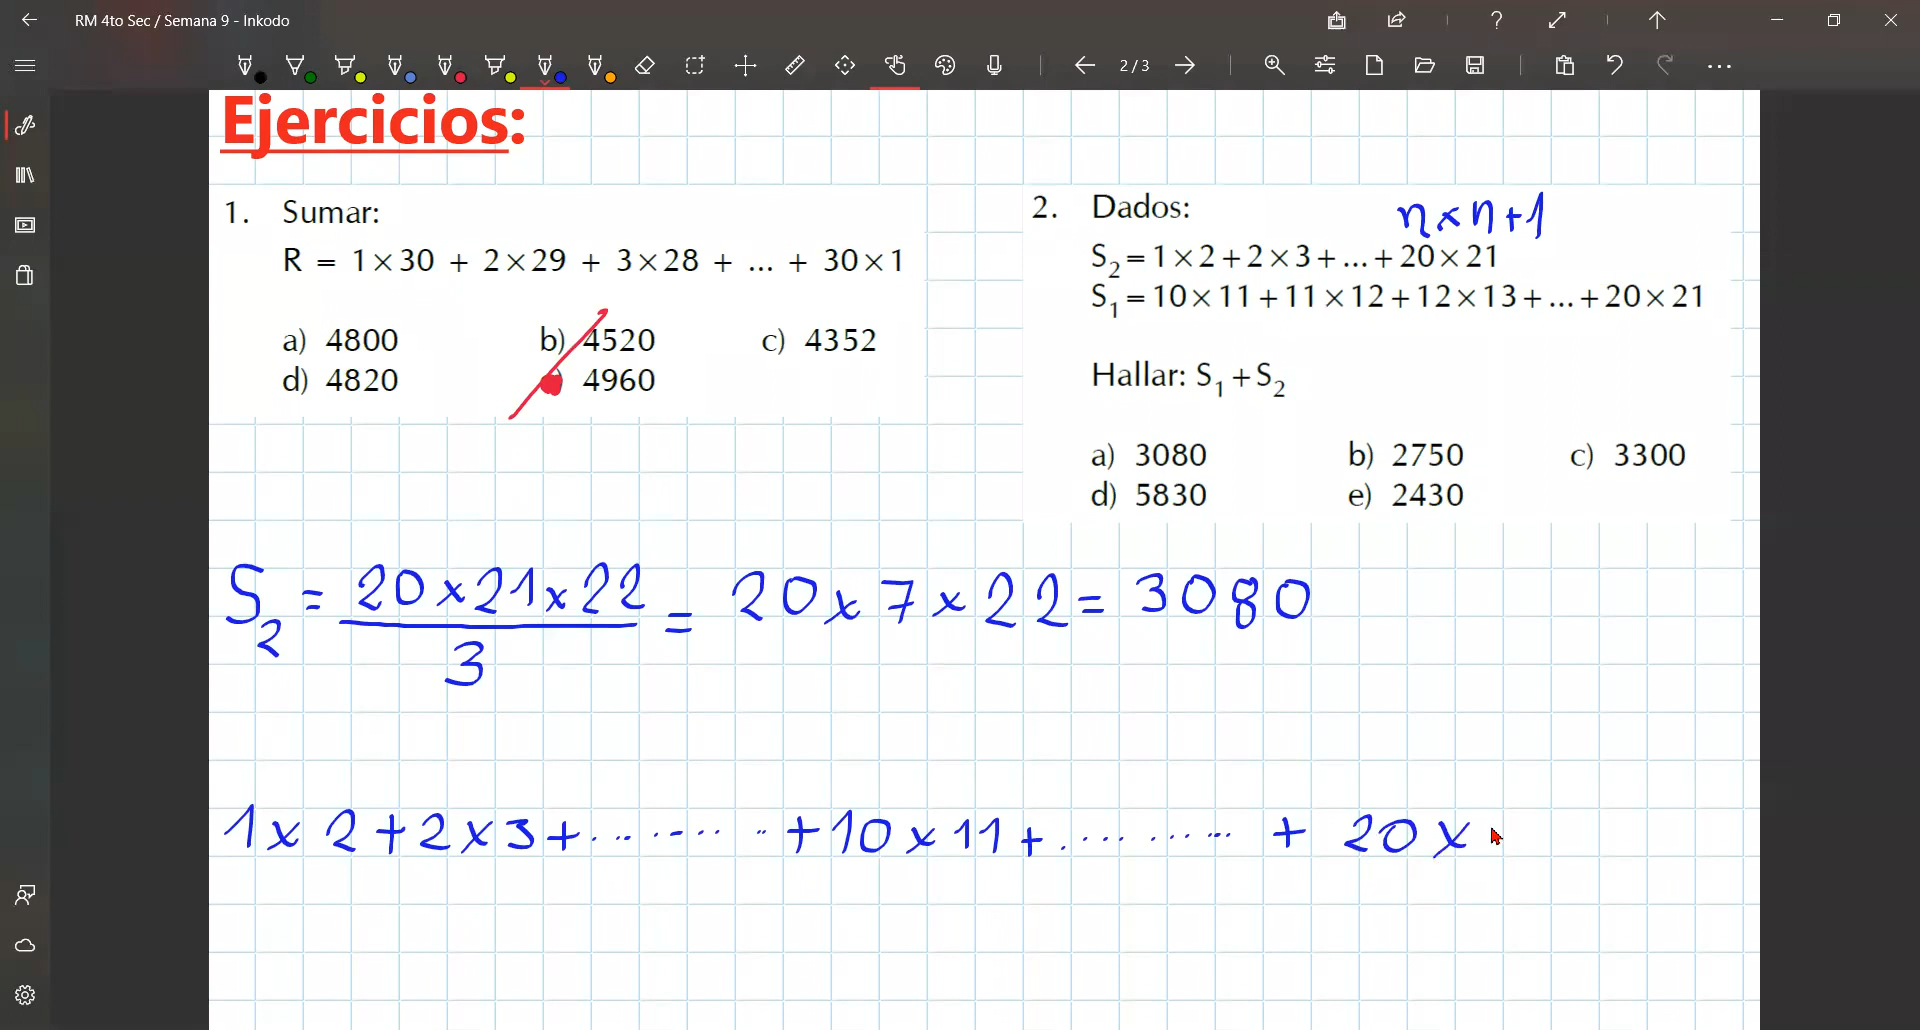 RM 4to Sec / Semana 9 - Inkodo
2 / 3
Ejercicios:
1. Sumar:
R = 1×30 + 2×29 + 3×28 + ... + 30×1
a) 4800 b) 4520 c) 4352
d) 4820 ) 4960
2. Dados:
n×n+1
S₂=1×2+2×3+...+20×21
S₁=10×11+11×12+12×13+...+20×21
Hallar: S₁+S₂
a) 3080 b) 2750 c) 3300
d) 5830 e) 2430
S₂ = 20×21×22 = 20×7×22= 3080
3
1×2+2×3+........ ..+10×11+......... + 20×